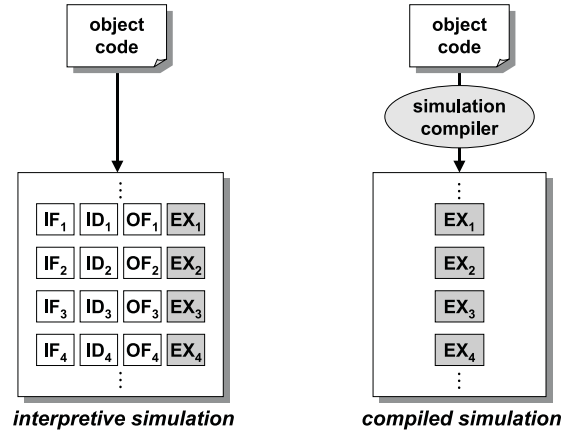 object
code
⋮
IF1 ID1 OF1 EX1
IF2 ID2 OF2 EX2
IF3 ID3 OF3 EX3
IF4 ID4 OF4 EX4
⋮
interpretive simulation
object
code
simulation
compiler
⋮
EX1
EX2
EX3
EX4
⋮
compiled simulation